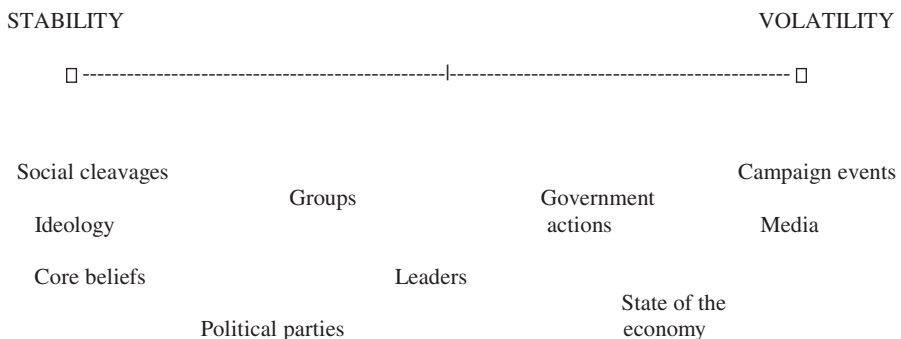 STABILITY VOLATILITY
Social cleavages Campaign events
Groups Government
Ideology actions Media
Core beliefs Leaders
State of the
Political parties economy